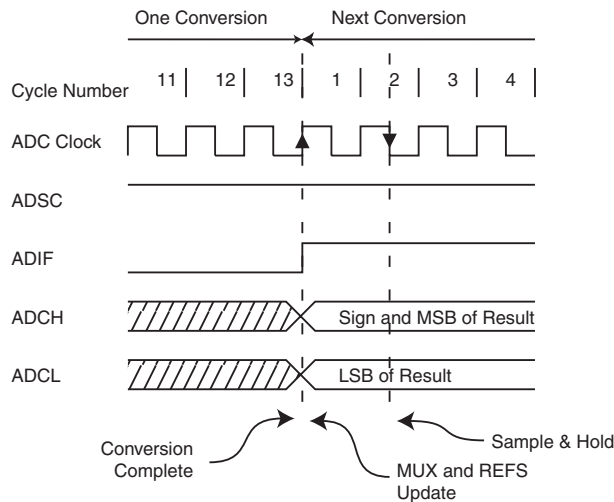 One Conversion Next Conversion
Cycle Number 11 12 13 1 2 3 4
ADC Clock
ADSC
ADIF
ADCH Sign and MSB of Result
ADCL LSB of Result
Conversion
Complete
MUX and REFS
Update
Sample & Hold